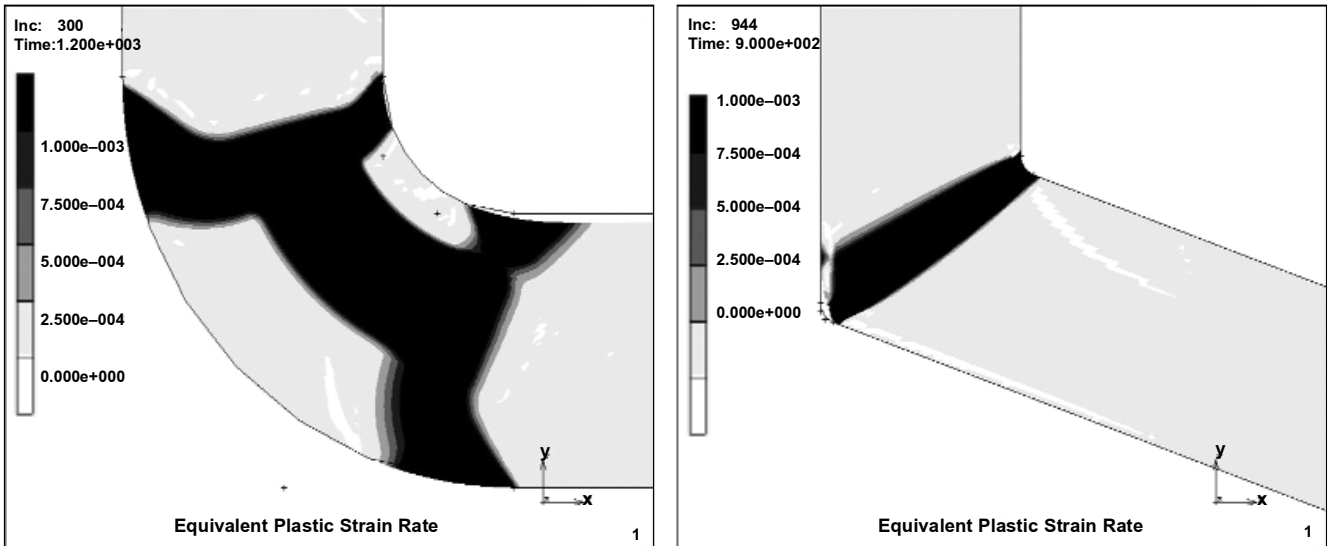 Inc: 300
Time:1.200e+003
1.000e–003
7.500e–004
5.000e–004
2.500e–004
0.000e+000
y
x
Equivalent Plastic Strain Rate
1
Inc: 944
Time: 9.000e+002
1.000e–003
7.500e–004
5.000e–004
2.500e–004
0.000e+000
y
x
Equivalent Plastic Strain Rate
1